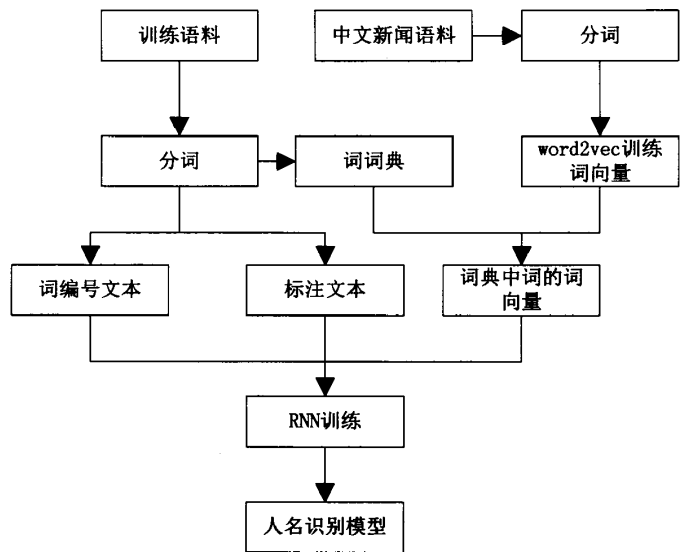 训练语料
中文新闻语料
分词
分词
词词典
word2vec训练
词向量
词编号文本
标注文本
词典中词的词
向量
RNN训练
人名识别模型